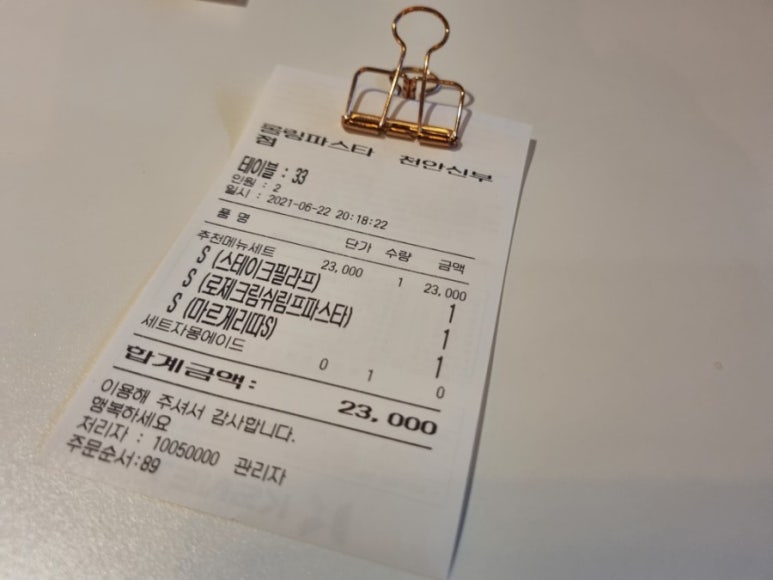 롤링파스타 천안신부
점
테이블 : 33
인원 : 2
일시 : 2021-06-22 20:18:22
품 명 단가 수량 금액
추천메뉴세트 23,000 1 23,000
S (스테이크필라프) 1
S (로제크림쉬림프파스타) 1
S (마르게리따S) 1
세트자몽에이드 0 1 0
합계금액: 23,000
이용해 주셔서 감사합니다.
행복하세요
처리자 : 10050000 관리자
주문순서:89